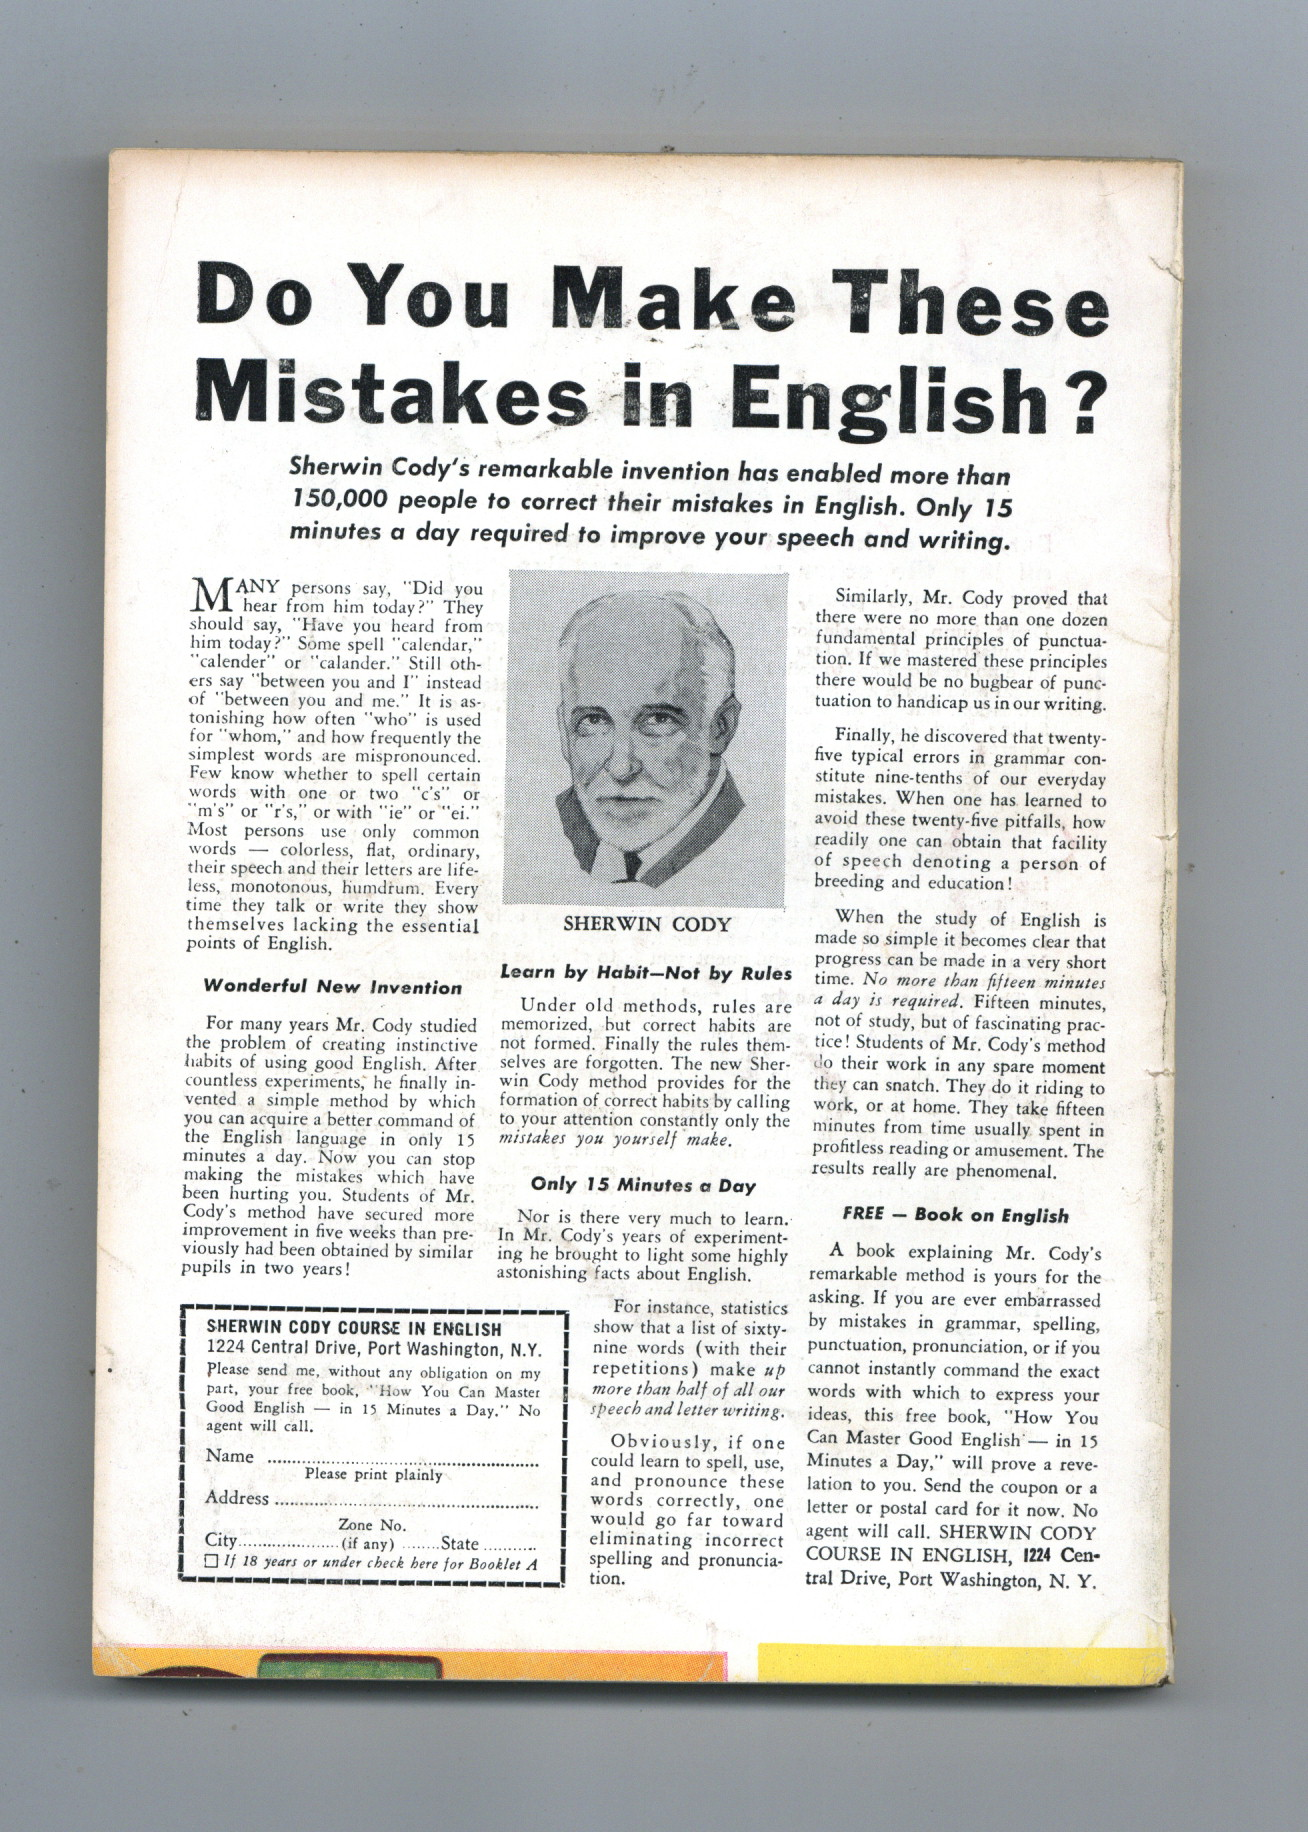 Do You Make These
Mistakes in English?
Sherwin Cody's remarkable invention has enabled more than
150,000 people to correct their mistakes in English. Only 15
minutes a day required to improve your speech and writing.
MANY persons say, "Did you
hear from him today?" They
should say, "Have you heard from
him today?" Some spell "calendar,"
"calender" or "calander." Still oth-
ers say "between you and I" instead
of "between you and me." It is as-
tonishing how often "who" is used
for "whom," and how frequently the
simplest words are mispronounced.
Few know whether to spell certain
words with one or two "c's" or
"m's" or "r's," or with "ie" or "ei."
Most persons use only common
words — colorless, flat, ordinary,
their speech and their letters are life-
less, monotonous, humdrum. Every
time they talk or write they show
themselves lacking the essential
points of English.
Wonderful New Invention
For many years Mr. Cody studied
the problem of creating instinctive
habits of using good English. After
countless experiments, he finally in-
vented a simple method by which
you can acquire a better command of
the English language in only 15
minutes a day. Now you can stop
making the mistakes which have
been hurting you. Students of Mr.
Cody's method have secured more
improvement in five weeks than pre-
viously had been obtained by similar
pupils in two years!
SHERWIN CODY
Learn by Habit—Not by Rules
Under old methods, rules are
memorized, but correct habits are
not formed. Finally the rules them-
selves are forgotten. The new Sher-
win Cody method provides for the
formation of correct habits by calling
to your attention constantly only the
mistakes you yourself make.
Only 15 Minutes a Day
Nor is there very much to learn.
In Mr. Cody's years of experiment-
ing he brought to light some highly
astonishing facts about English.
For instance, statistics
show that a list of sixty-
nine words (with their
repetitions) make up
more than half of all our
speech and letter writing.
Obviously, if one
could learn to spell, use,
and pronounce these
words correctly, one
would go far toward
eliminating incorrect
spelling and pronuncia-
tion.
Similarly, Mr. Cody proved that
there were no more than one dozen
fundamental principles of punctua-
tion. If we mastered these principles
there would be no bugbear of punc-
tuation to handicap us in our writing.
Finally, he discovered that twenty-
five typical errors in grammar con-
stitute nine-tenths of our everyday
mistakes. When one has learned to
avoid these twenty-five pitfalls, how
readily one can obtain that facility
of speech denoting a person of
breeding and education!
When the study of English is
made so simple it becomes clear that
progress can be made in a very short
time. No more than fifteen minutes
a day is required. Fifteen minutes,
not of study, but of fascinating prac-
tice! Students of Mr. Cody's method
do their work in any spare moment
they can snatch. They do it riding to
work, or at home. They take fifteen
minutes from time usually spent in
profitless reading or amusement. The
results really are phenomenal.
FREE — Book on English
A book explaining Mr. Cody's
remarkable method is yours for the
asking. If you are ever embarrassed
by mistakes in grammar, spelling,
punctuation, pronunciation, or if you
cannot instantly command the exact
words with which to express your
ideas, this free book, "How You
Can Master Good English — in 15
Minutes a Day," will prove a reve-
lation to you. Send the coupon or a
letter or postal card for it now. No
agent will call. SHERWIN CODY
COURSE IN ENGLISH, 1224 Cen-
tral Drive, Port Washington, N. Y.
SHERWIN CODY COURSE IN ENGLISH
1224 Central Drive, Port Washington, N.Y.
Please send me, without any obligation on my
part, your free book, "How You Can Master
Good English — in 15 Minutes a Day." No
agent will call.
Name
Please print plainly
Address
Zone No.
City (if any) State
If 18 years or under check here for Booklet A